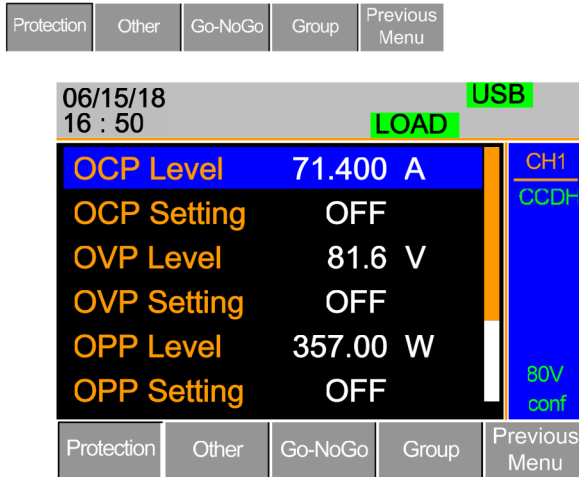 Protection Other Go-NoGo Group Previous Menu
06/15/18 USB
16 : 50 LOAD
OCP Level 71.400 A CH1
OCP Setting OFF CCDH
OVP Level 81.6 V
OVP Setting OFF
OPP Level 357.00 W 80V
OPP Setting OFF conf
Protection Other Go-NoGo Group Previous Menu